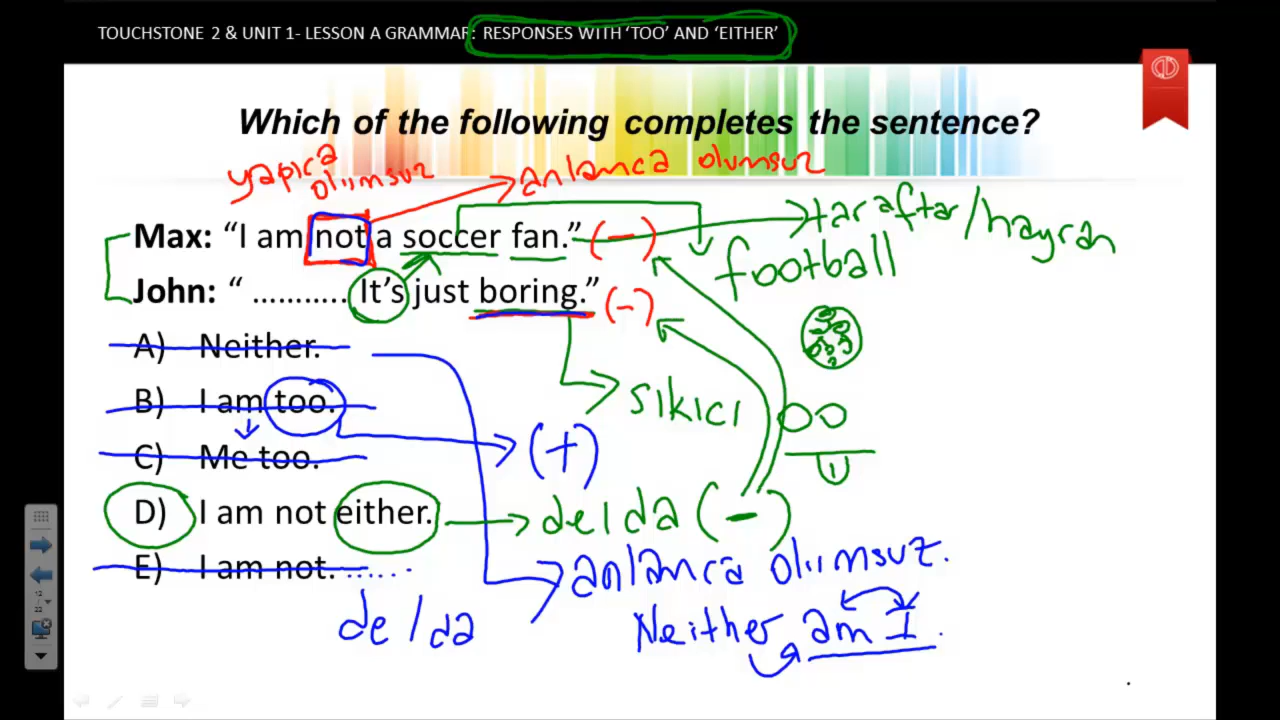 TOUCHSTONE 2 & UNIT 1- LESSON A GRAMMAR: RESPONSES WITH ‘TOO’ AND ‘EITHER’
Which of the following completes the sentence?
yapıca
olumsuz
anlamca olumsuz
Max: “I am not a soccer fan.” (-)
taraftar/hayran
football
John: “ ........... It’s just boring.” (-)
A) Neither.
B) I am too.
sıkıcı
C) Me too.
(+)
D) I am not either.
de/da (-)
E) I am not. ......
anlamca olumsuz.
de/da
Neither am I.